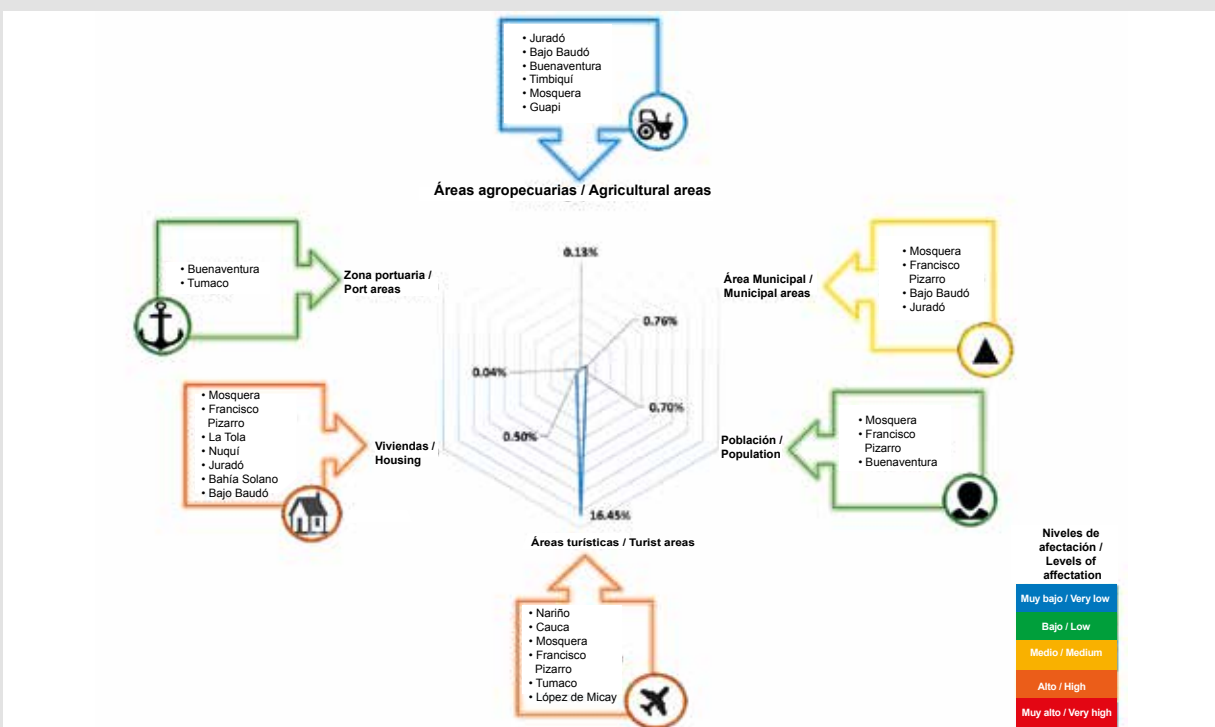 • Juradó
• Bajo Baudó
• Buenaventura
• Timbiquí
• Mosquera
• Guapi
Áreas agropecuarias / Agricultural areas
• Buenaventura
• Tumaco
Zona portuaria /
Port areas
0.13%
0.76%
0.04%
0.70%
0.50%
16.45%
Área Municipal /
Municipal areas
• Mosquera
• Francisco
Pizarro
• Bajo Baudó
• Juradó
• Mosquera
• Francisco
Pizarro
• La Tola
• Nuquí
• Juradó
• Bahía Solano
• Bajo Baudó
Viviendas /
Housing
Población /
Population
• Mosquera
• Francisco
Pizarro
• Buenaventura
Áreas turísticas / Turist areas
• Nariño
• Cauca
• Mosquera
• Francisco
Pizarro
• Tumaco
• López de Micay
Niveles de
afectación /
Levels of
affectation
Muy bajo / Very low
Bajo / Low
Medio / Medium
Alto / High
Muy alto / Very high